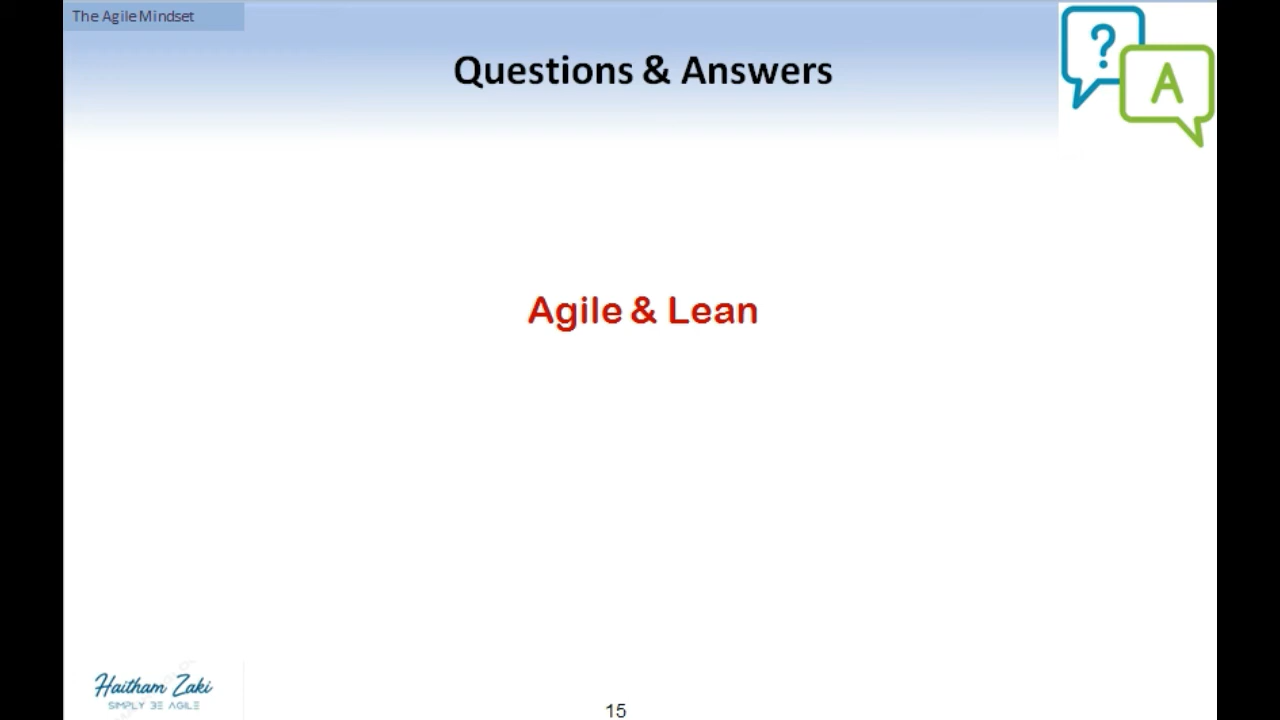 The Agile Mindset
Questions & Answers
?
A
Agile & Lean
Haitham Zaki
SIMPLY BE AGILE
15